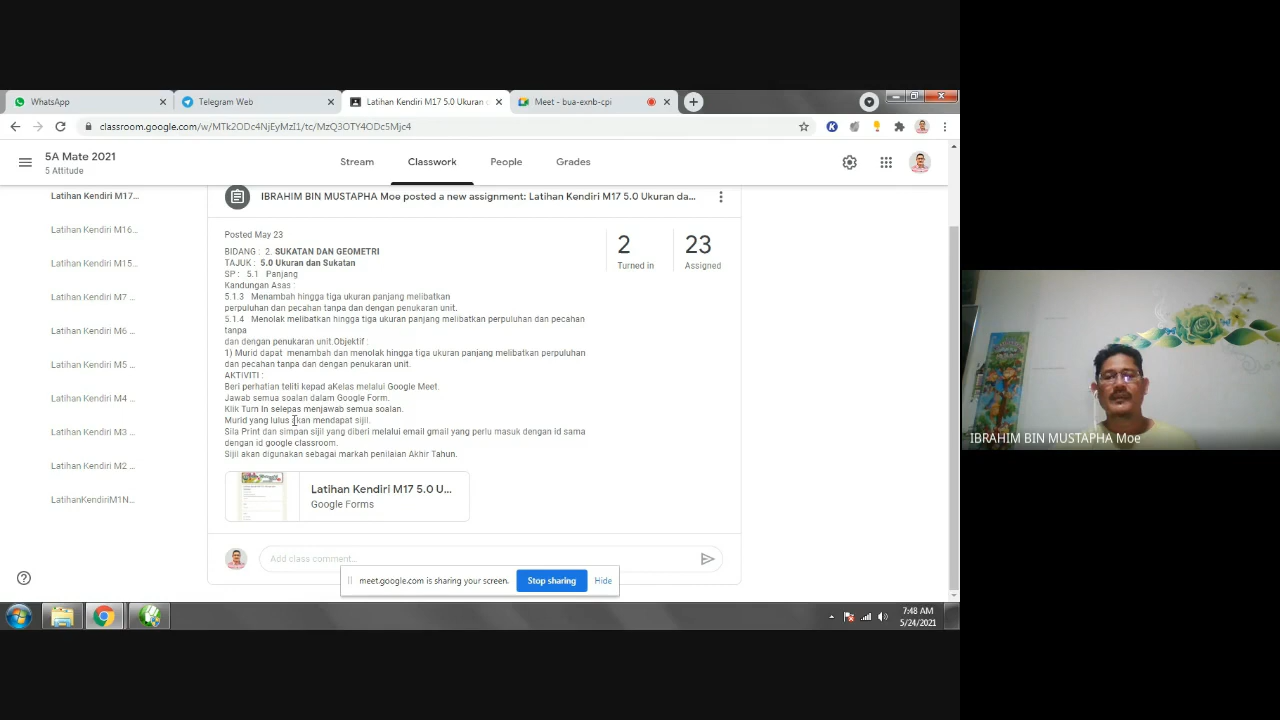 WhatsApp
Telegram Web
Latihan Kendiri M17 5.0 Ukuran
Meet - bua-exnb-cpi
classroom.google.com/w/MTk2ODc4NjEyMzI1/tc/MzQ3OTY4ODc5Mjc4
5A Mate 2021
5 Attitude
Stream
Classwork
People
Grades
Latihan Kendiri M17...
Latihan Kendiri M16...
Latihan Kendiri M15...
Latihan Kendiri M7 ...
Latihan Kendiri M6 ...
Latihan Kendiri M5 ...
Latihan Kendiri M4 ...
Latihan Kendiri M3 ...
Latihan Kendiri M2 ...
LatihanKendiriM1N...
IBRAHIM BIN MUSTAPHA Moe posted a new assignment: Latihan Kendiri M17 5.0 Ukuran da...
Posted May 23
2
Turned in
23
Assigned
BIDANG : 2. SUKATAN DAN GEOMETRI
TAJUK : 5.0 Ukuran dan Sukatan
SP : 5.1 Panjang
Kandungan Asas :
5.1.3 Menambah hingga tiga ukuran panjang melibatkan
perpuluhan dan pecahan tanpa dan dengan penukaran unit.
5.1.4 Menolak melibatkan hingga tiga ukuran panjang melibatkan perpuluhan dan pecahan
tanpa
dan dengan penukaran unit.Objektif :
1) Murid dapat menambah dan menolak hingga tiga ukuran panjang melibatkan perpuluhan
dan pecahan tanpa dan dengan penukaran unit.
AKTIVITI :
Beri perhatian teliti kepad aKelas melalui Google Meet.
Jawab semua soalan dalam Google Form.
Klik Turn In selepas menjawab semua soalan.
Murid yang lulus akan mendapat sijil.
Sila Print dan simpan sijil yang diberi melalui email gmail yang perlu masuk dengan id sama
dengan id google classroom.
Sijil akan digunakan sebagai markah penilaian Akhir Tahun.
Latihan Kendiri M17 5.0 U...
Google Forms
Add class comment...
meet.google.com is sharing your screen.
Stop sharing
Hide
7:48 AM
5/24/2021
IBRAHIM BIN MUSTAPHA Moe